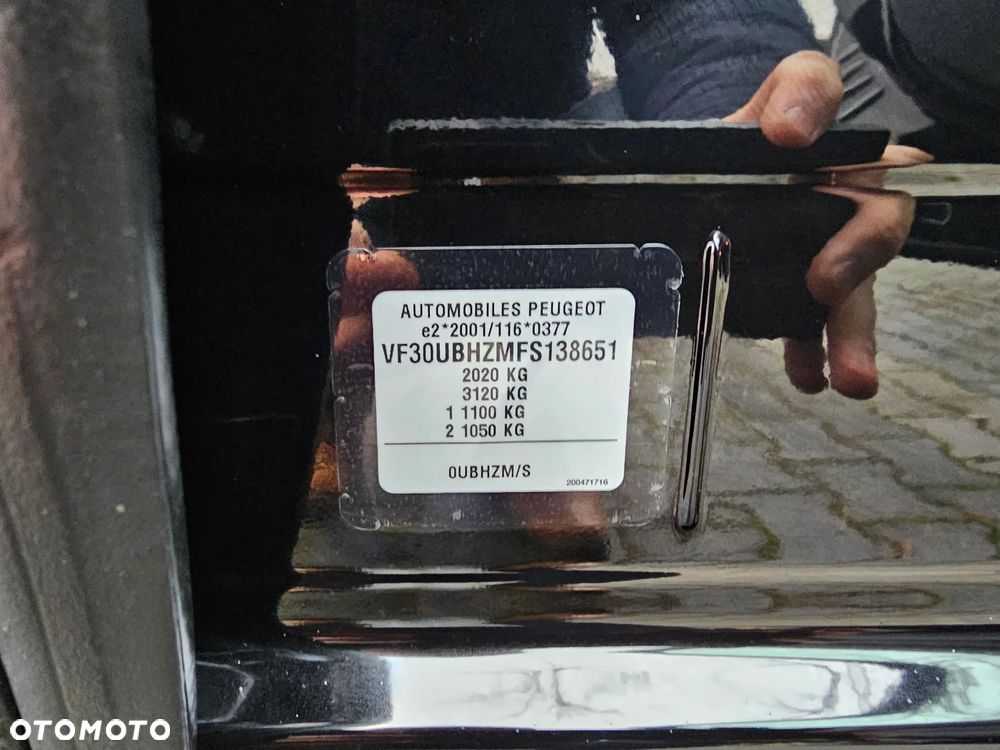 AUTOMOBILES PEUGEOT
e2*2001/116*0377
VF30UBHZMFS138651
2020 KG
3120 KG
1 1100 KG
2 1050 KG
0UBHZM/S
200471716
OTOMOTO